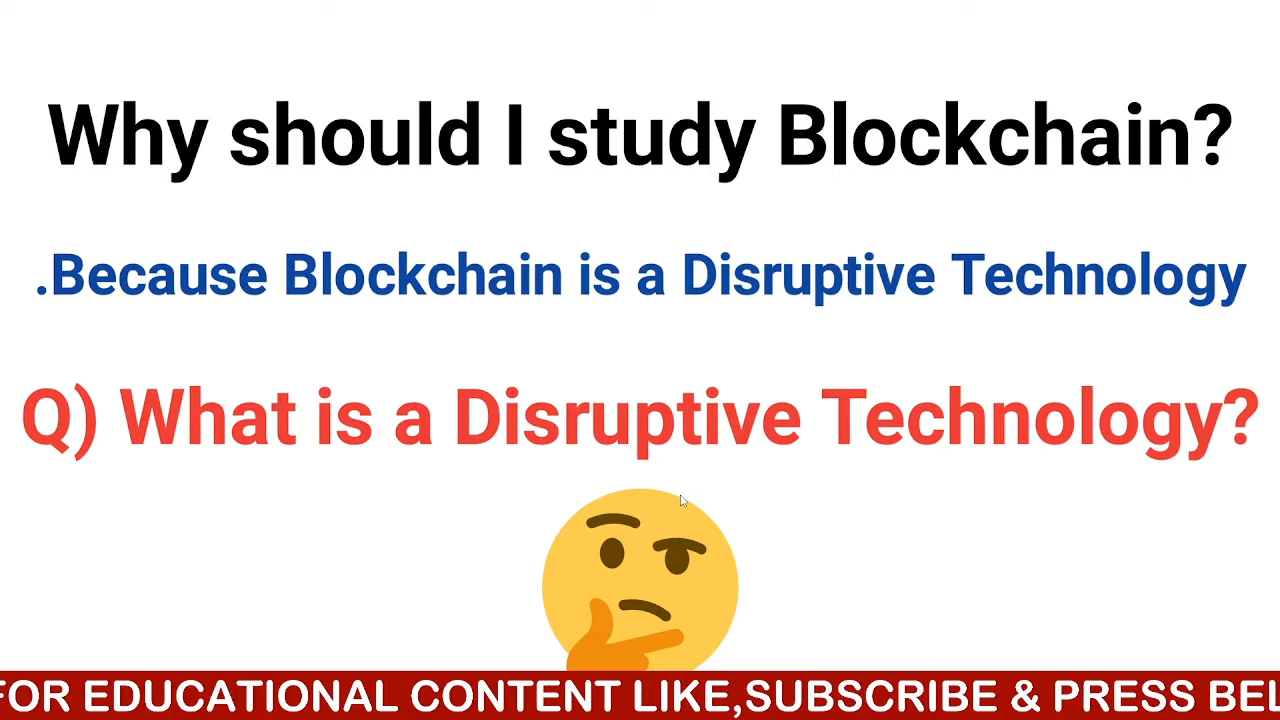 Why should I study Blockchain?
.Because Blockchain is a Disruptive Technology
Q) What is a Disruptive Technology?
FOR EDUCATIONAL CONTENT LIKE,SUBSCRIBE & PRESS BEL